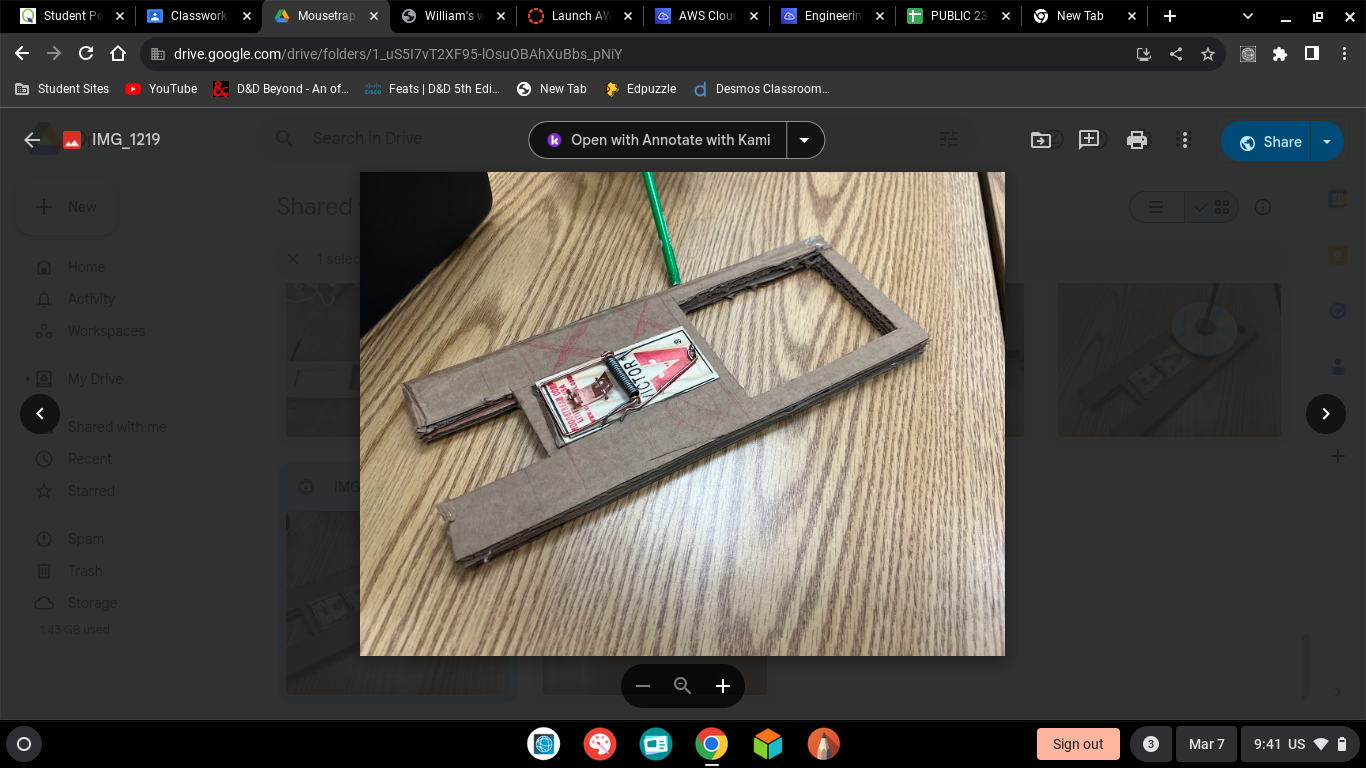 Student Po
Classwork
Mousetrap
William's w
Launch AW
AWS Clou
Engineerin
PUBLIC 23
New Tab
drive.google.com/drive/folders/1_uS5I7vT2XF95-lOsuOBAhXuBbs_pNiY
Student Sites
YouTube
D&D Beyond - An of...
Feats | D&D 5th Edi...
New Tab
Edpuzzle
Desmos Classroom...
IMG_1219
Search in Drive
Open with Annotate with Kami
Share
New
Shared
1 selec
Home
Activity
Workspaces
My Drive
Shared with me
Recent
Starred
IMG
Spam
Trash
Storage
1.43 GB used
VICTOR
Sign out
3
Mar 7
9:41 US